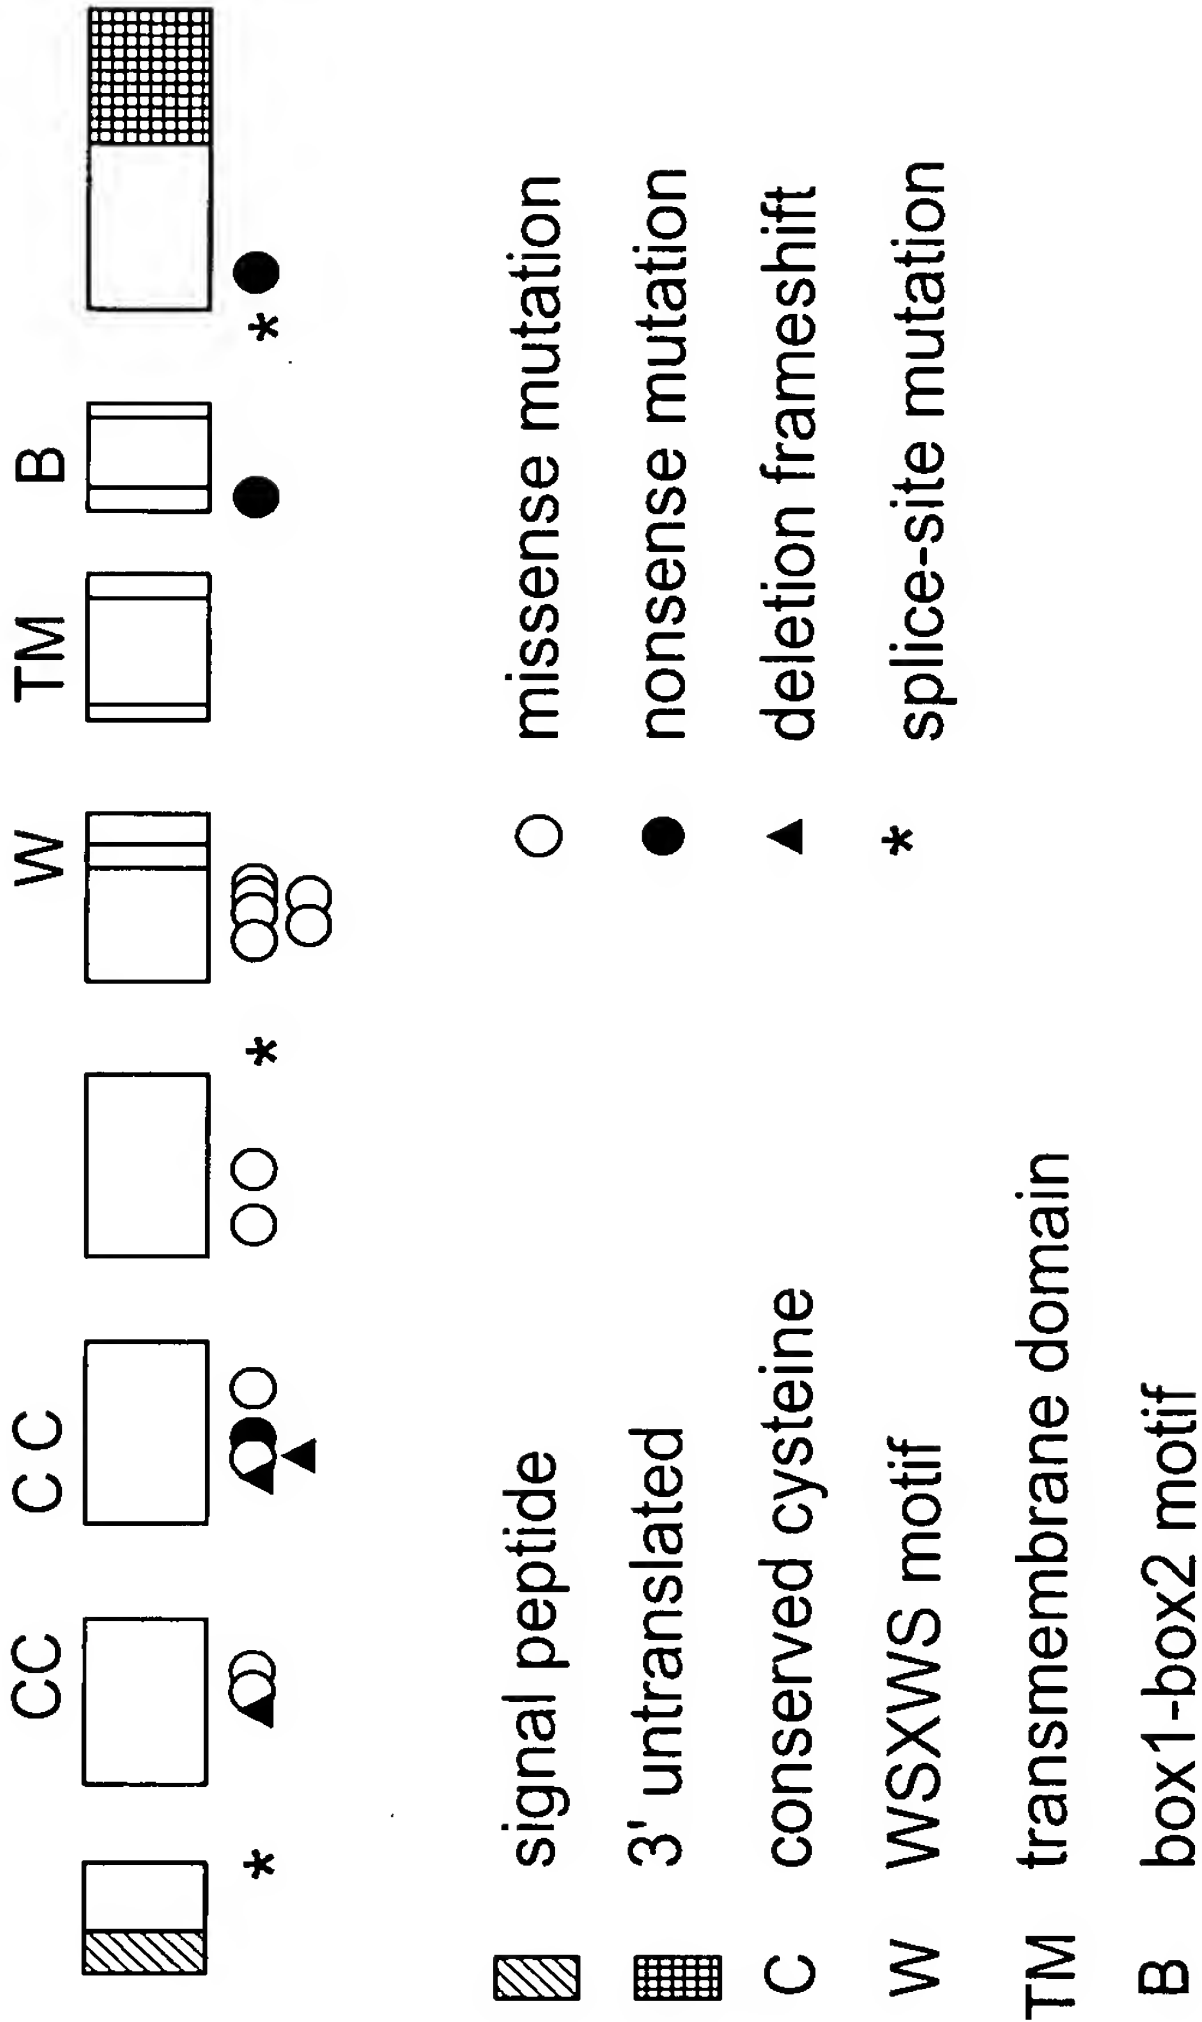 CC
C C
W
TM
B
*
*
*
signal peptide
3' untranslated
C conserved cysteine
W WSXWS motif
TM transmembrane domain
B box1-box2 motif
missense mutation
nonsense mutation
deletion frameshift
* splice-site mutation